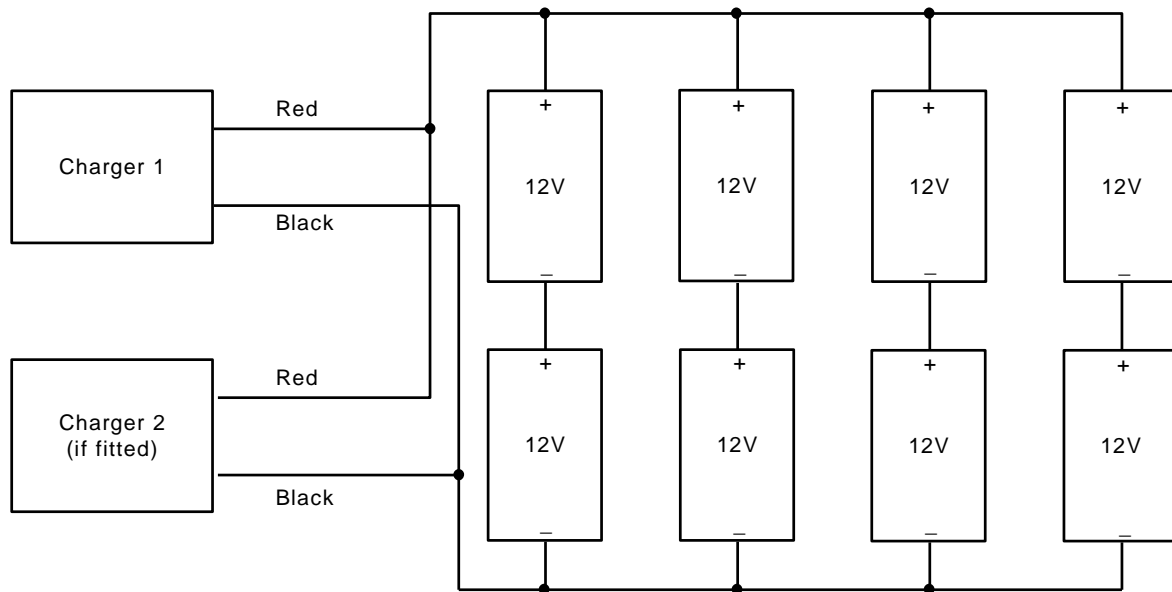 Red
Charger 1
Black
Red
Charger 2
(if fitted)
Black
+ + + +
12V 12V 12V 12V
– – – –
+ + + +
12V 12V 12V 12V
– – – –